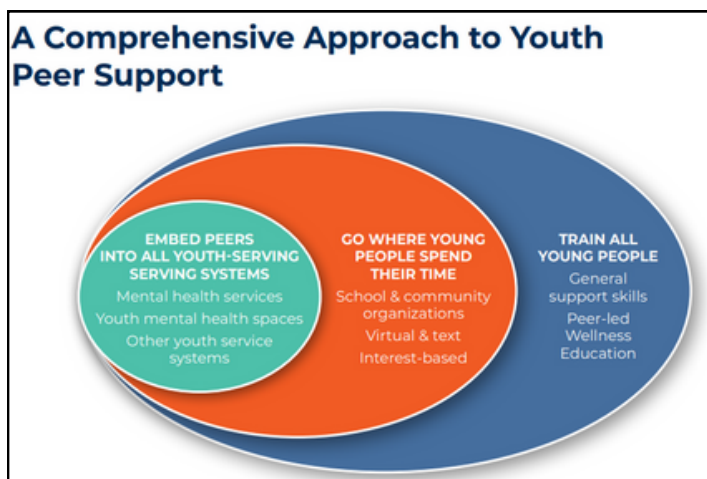 A Comprehensive Approach to Youth
Peer Support
EMBED PEERS
INTO ALL YOUTH-SERVING
SERVING SYSTEMS
Mental health services
Youth mental health spaces
Other youth service
systems
GO WHERE YOUNG
PEOPLE SPEND
THEIR TIME
School & community
organizations
Virtual & text
Interest-based
TRAIN ALL
YOUNG PEOPLE
General
support skills
Peer-led
Wellness
Education